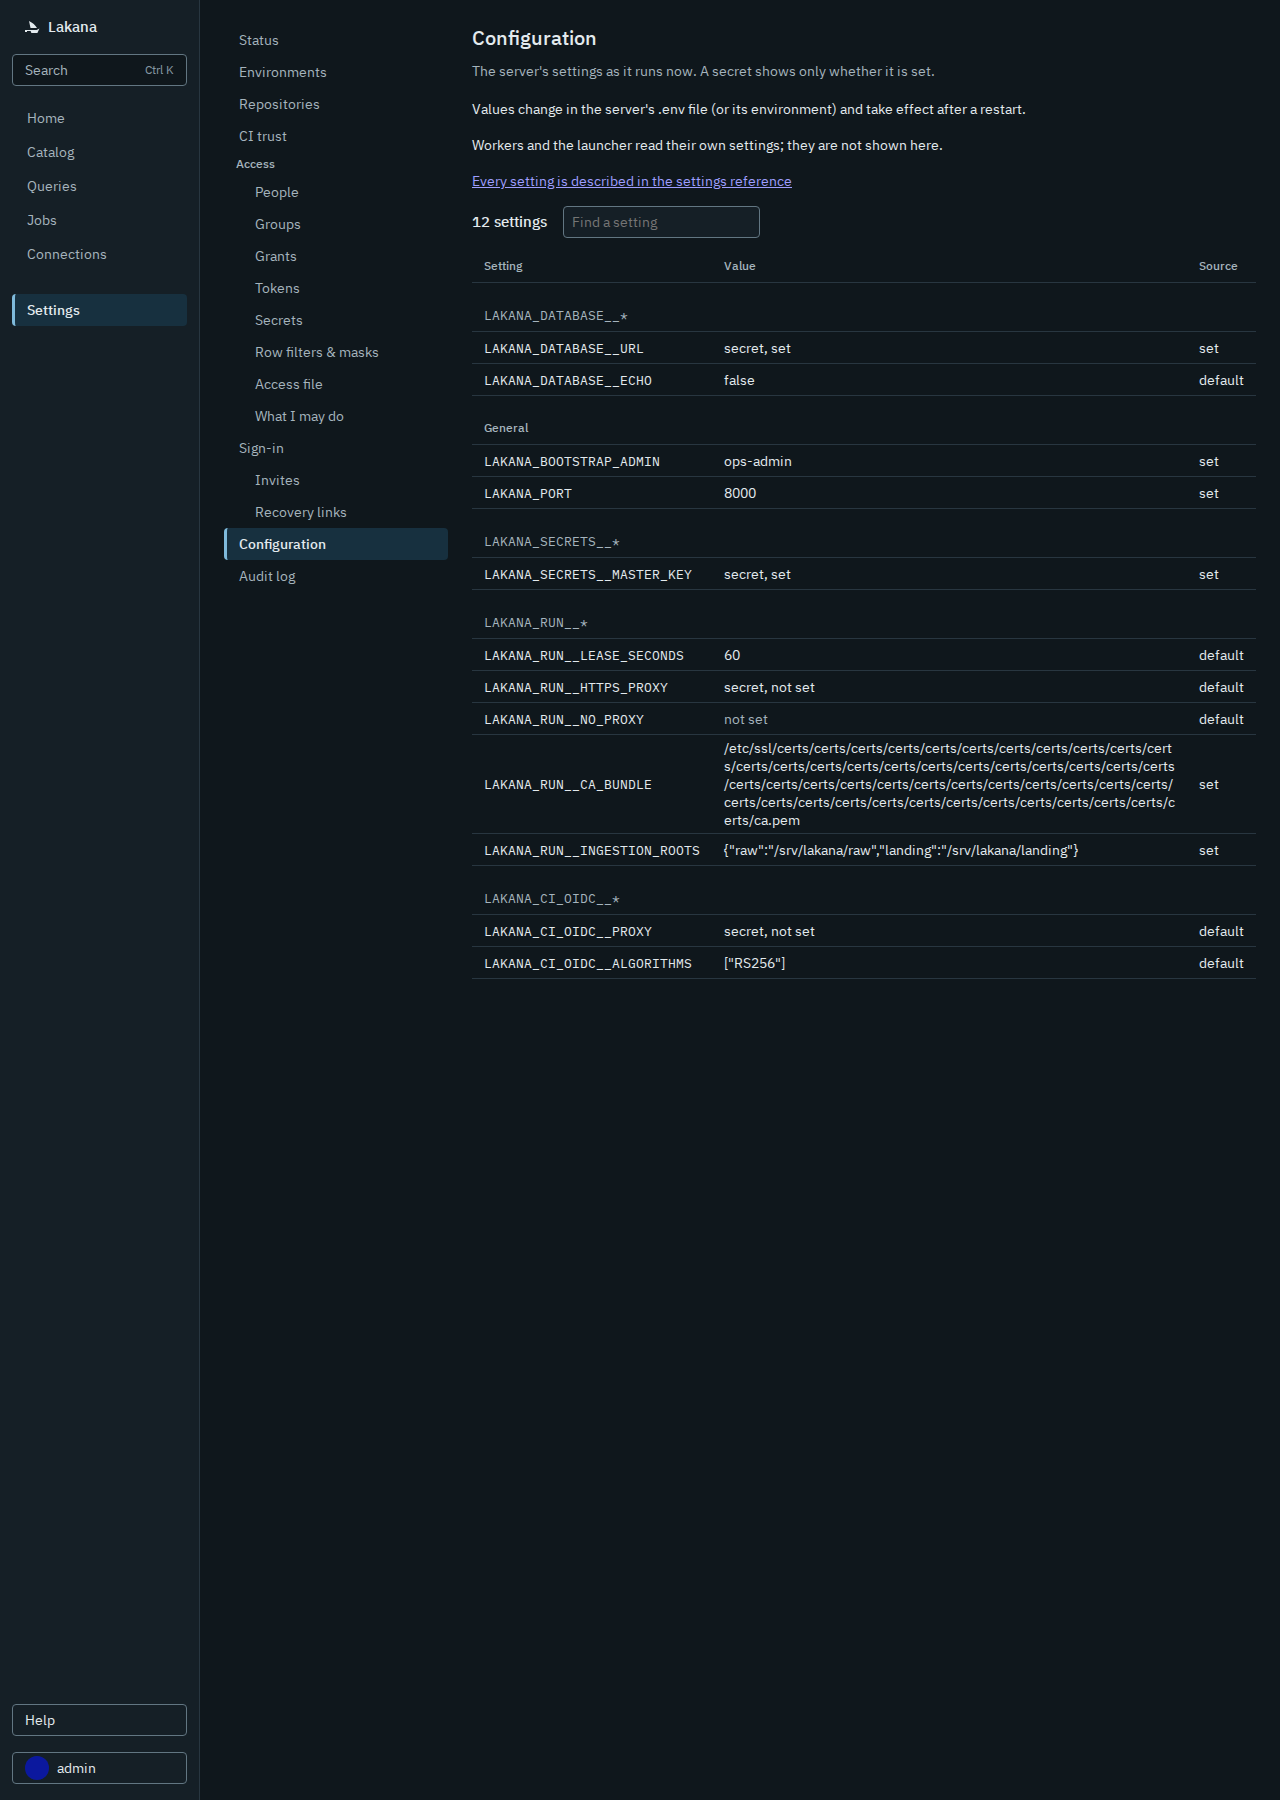 Lakana
Search Ctrl K
Home
Catalog
Queries
Jobs
Connections
Settings
Help
admin
Status
Environments
Repositories
CI trust
Access
People
Groups
Grants
Tokens
Secrets
Row filters & masks
Access file
What I may do
Sign-in
Invites
Recovery links
Configuration
Audit log
Configuration
The server's settings as it runs now. A secret shows only whether it is set.
Values change in the server's .env file (or its environment) and take effect after a restart.
Workers and the launcher read their own settings; they are not shown here.
Every setting is described in the settings reference
12 settings Find a setting
Setting Value Source
LAKANA_DATABASE__*
LAKANA_DATABASE__URL secret, set set
LAKANA_DATABASE__ECHO false default
General
LAKANA_BOOTSTRAP_ADMIN ops-admin set
LAKANA_PORT 8000 set
LAKANA_SECRETS__*
LAKANA_SECRETS__MASTER_KEY secret, set set
LAKANA_RUN__*
LAKANA_RUN__LEASE_SECONDS 60 default
LAKANA_RUN__HTTPS_PROXY secret, not set default
LAKANA_RUN__NO_PROXY not set default
/etc/ssl/certs/certs/certs/certs/certs/certs/certs/certs/certs/certs/certs/cert
s/certs/certs/certs/certs/certs/certs/certs/certs/certs/certs/certs/certs/certs
LAKANA_RUN__CA_BUNDLE /certs/certs/certs/certs/certs/certs/certs/certs/certs/certs/certs/certs/ set
certs/certs/certs/certs/certs/certs/certs/certs/certs/certs/certs/certs/c
erts/ca.pem
LAKANA_RUN__INGESTION_ROOTS {"raw":"/srv/lakana/raw","landing":"/srv/lakana/landing"} set
LAKANA_CI_OIDC__*
LAKANA_CI_OIDC__PROXY secret, not set default
LAKANA_CI_OIDC__ALGORITHMS ["RS256"] default